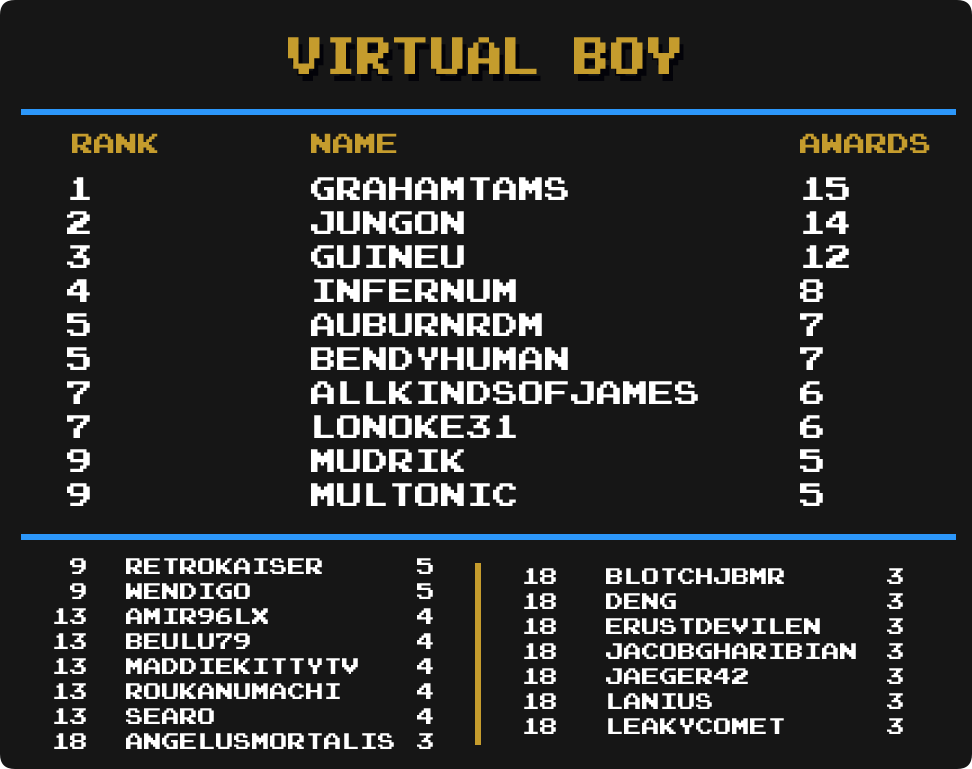 VIRTUAL BOY
RANK NAME AWARDS
1 GRAHAMTAMS 15
2 JUNGON 14
3 GUINEU 12
4 INFERNUM 8
5 AUBURNRDM 7
5 BENDYHUMAN 7
7 ALLKINDSOFJAMES 6
7 LONOKE31 6
9 MUDRIK 5
9 MULTONIC 5
9 RETROKAISER 5
9 WENDIGO 5
13 AMIR96LX 4
13 BEULU79 4
13 MADDIEKITTYTV 4
13 ROUKANUMACHI 4
13 SEARO 4
18 ANGELUSMORTALIS 3
18 BLOTCHJBMR 3
18 DENG 3
18 ERUSTDEVILEN 3
18 JACOBGHARIBIAN 3
18 JAEGER42 3
18 LANIUS 3
18 LEAKYCOMET 3